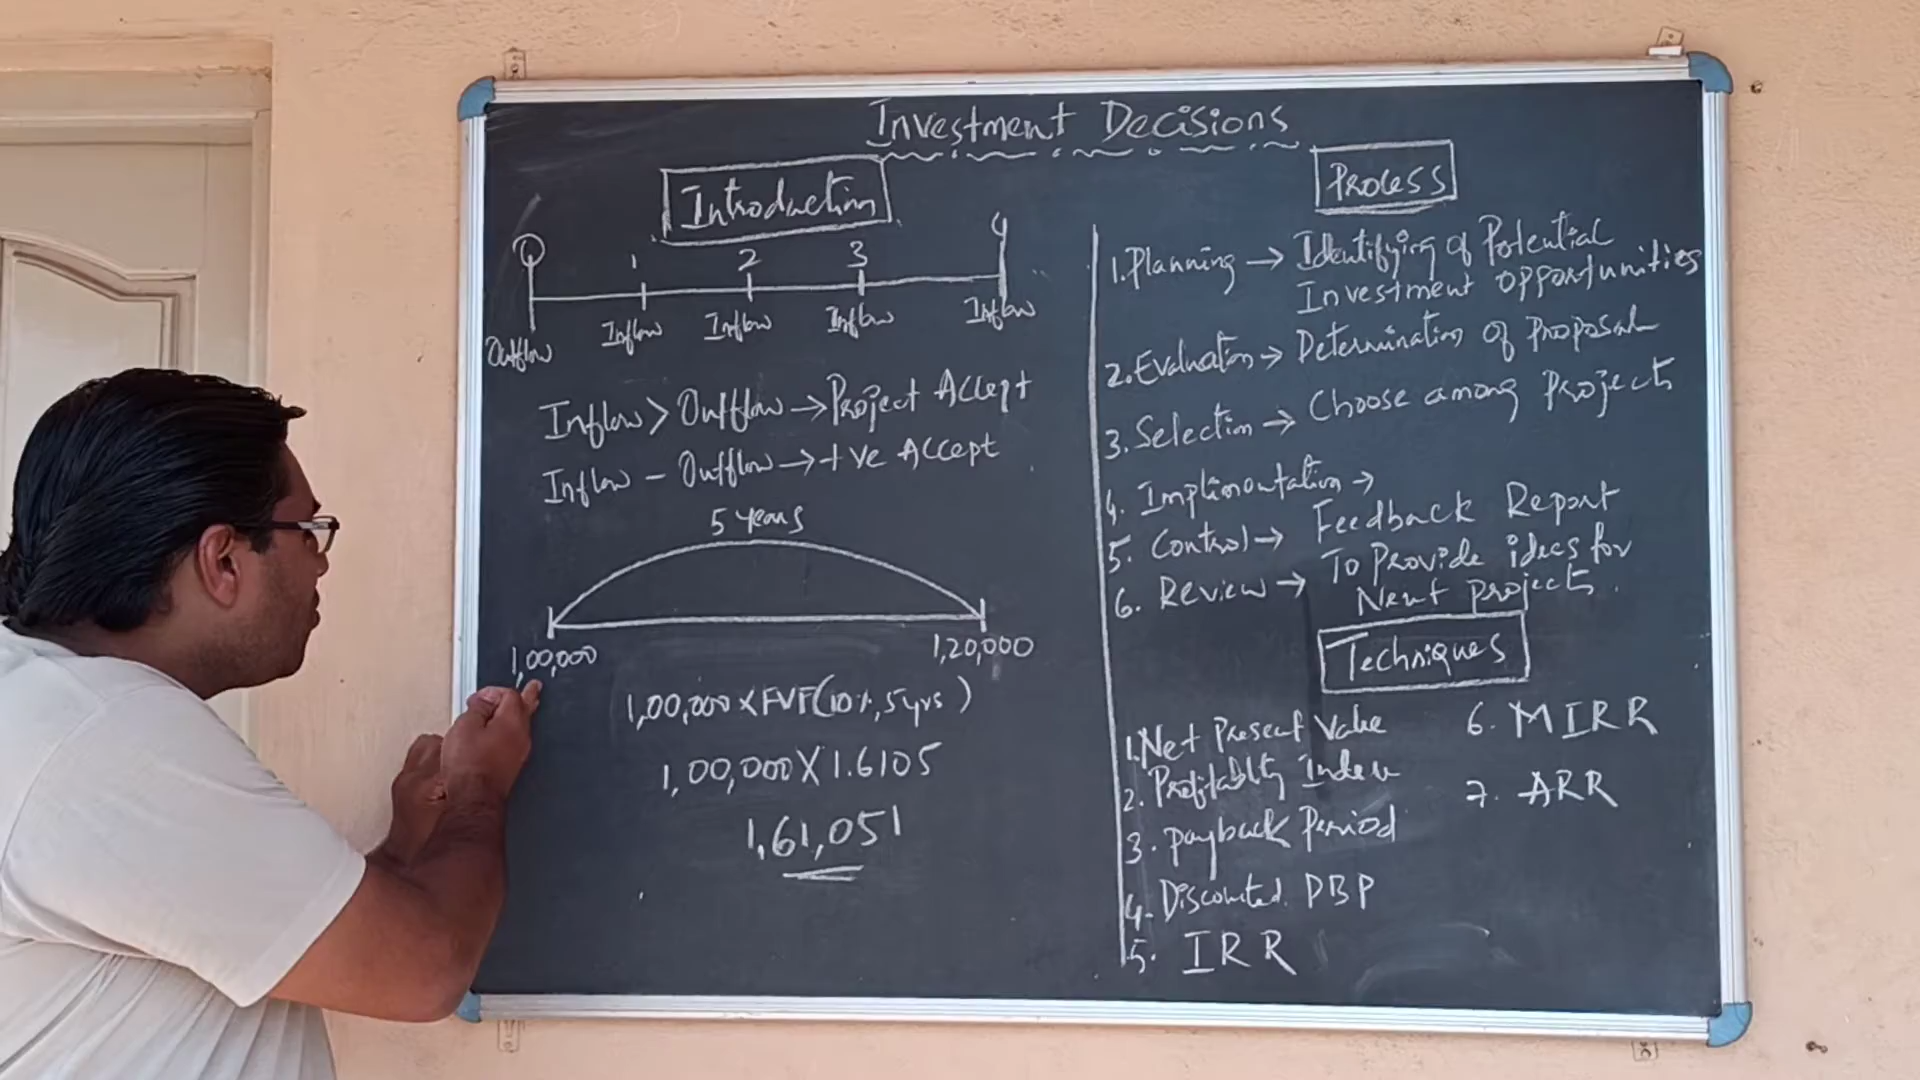 Investment Decisions
Introduction
0 1 2 3 4
Outflow Inflow Inflow Inflow Inflow
Inflow > Outflow → Project Accept
Inflow - Outflow → +ve Accept
5 years
1,00,000 1,20,000
1,00,000 X FVF(10%,5yrs)
1,00,000 X 1.6105
1,61,051
Process
1. Planning → Identifying of Potential
Investment opportunities
2. Evaluation → Determination of Proposal
3. Selection → Choose among Projects
4. Implimentation →
5. Control → Feedback Report
6. Review → To Provide ideas for
Next projects.
Techniques
1. Net Present Value
2. Profitablty Index
3. Payback Period
4. Discounted PBP
5. IRR
6. MIRR
7. ARR